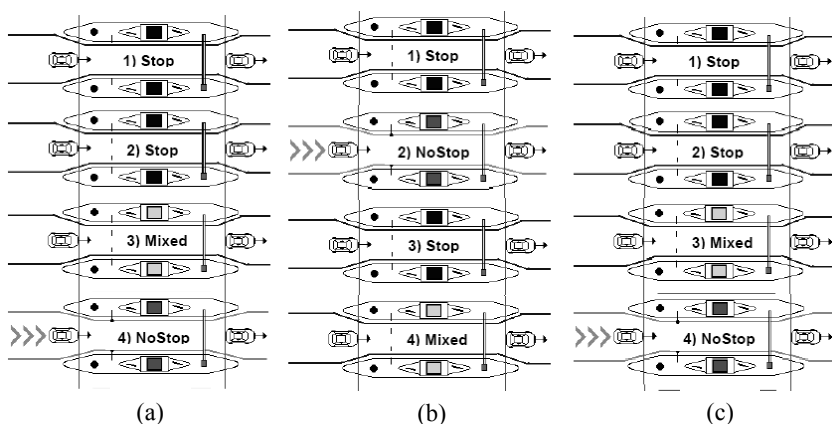 1) Stop
2) Stop
3) Mixed
4) NoStop
(a)
1) Stop
2) NoStop
3) Stop
4) Mixed
(b)
1) Stop
2) Stop
3) Mixed
4) NoStop
(c)